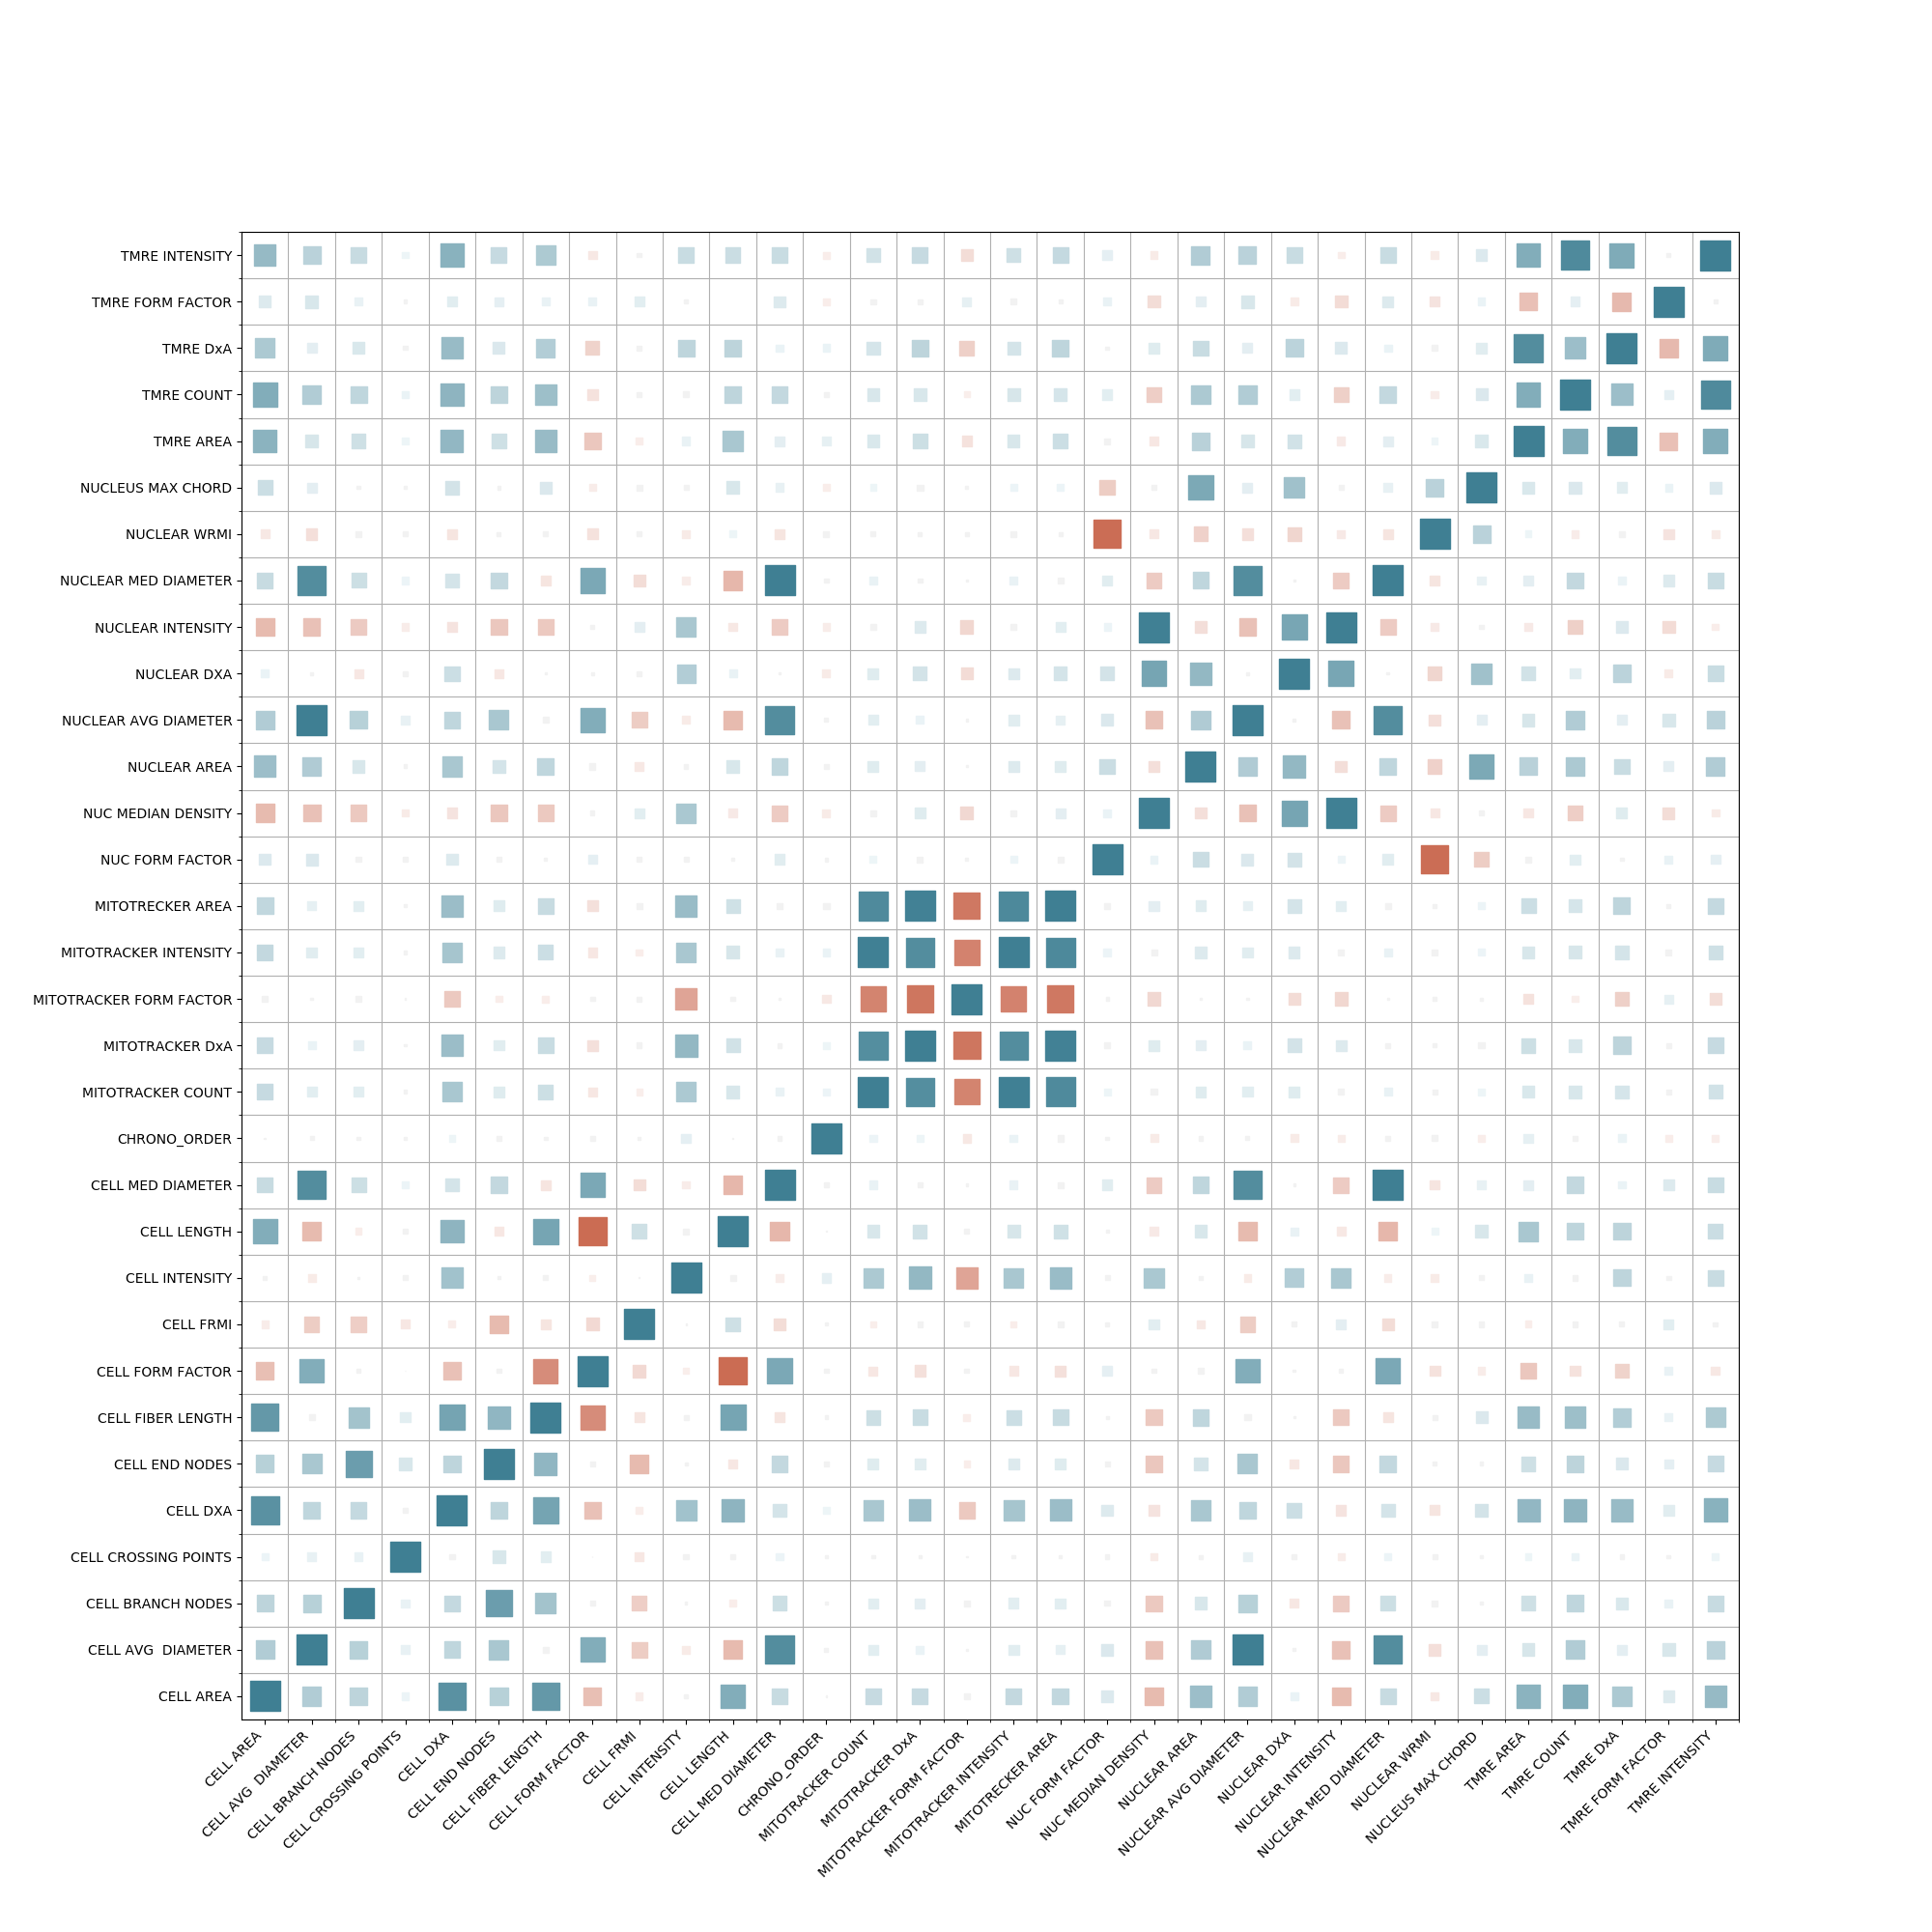 TMRE INTENSITY
TMRE FORM FACTOR
TMRE DxA
TMRE COUNT
TMRE AREA
NUCLEUS MAX CHORD
NUCLEAR WRMI
NUCLEAR MED DIAMETER
NUCLEAR INTENSITY
NUCLEAR DXA
NUCLEAR AVG DIAMETER
NUCLEAR AREA
NUC MEDIAN DENSITY
NUC FORM FACTOR
MITOTRECKER AREA
MITOTRACKER INTENSITY
MITOTRACKER FORM FACTOR
MITOTRACKER DxA
MITOTRACKER COUNT
CHRONO_ORDER
CELL MED DIAMETER
CELL LENGTH
CELL INTENSITY
CELL FRMI
CELL FORM FACTOR
CELL FIBER LENGTH
CELL END NODES
CELL DXA
CELL CROSSING POINTS
CELL BRANCH NODES
CELL AVG  DIAMETER
CELL AREA
CELL AREA
CELL AVG  DIAMETER
CELL BRANCH NODES
CELL CROSSING POINTS
CELL DXA
CELL END NODES
CELL FIBER LENGTH
CELL FORM FACTOR
CELL FRMI
CELL INTENSITY
CELL LENGTH
CELL MED DIAMETER
CHRONO_ORDER
MITOTRACKER COUNT
MITOTRACKER DxA
MITOTRACKER FORM FACTOR
MITOTRACKER INTENSITY
MITOTRECKER AREA
NUC FORM FACTOR
NUC MEDIAN DENSITY
NUCLEAR AREA
NUCLEAR AVG DIAMETER
NUCLEAR DXA
NUCLEAR INTENSITY
NUCLEAR MED DIAMETER
NUCLEAR WRMI
NUCLEUS MAX CHORD
TMRE AREA
TMRE COUNT
TMRE DxA
TMRE FORM FACTOR
TMRE INTENSITY